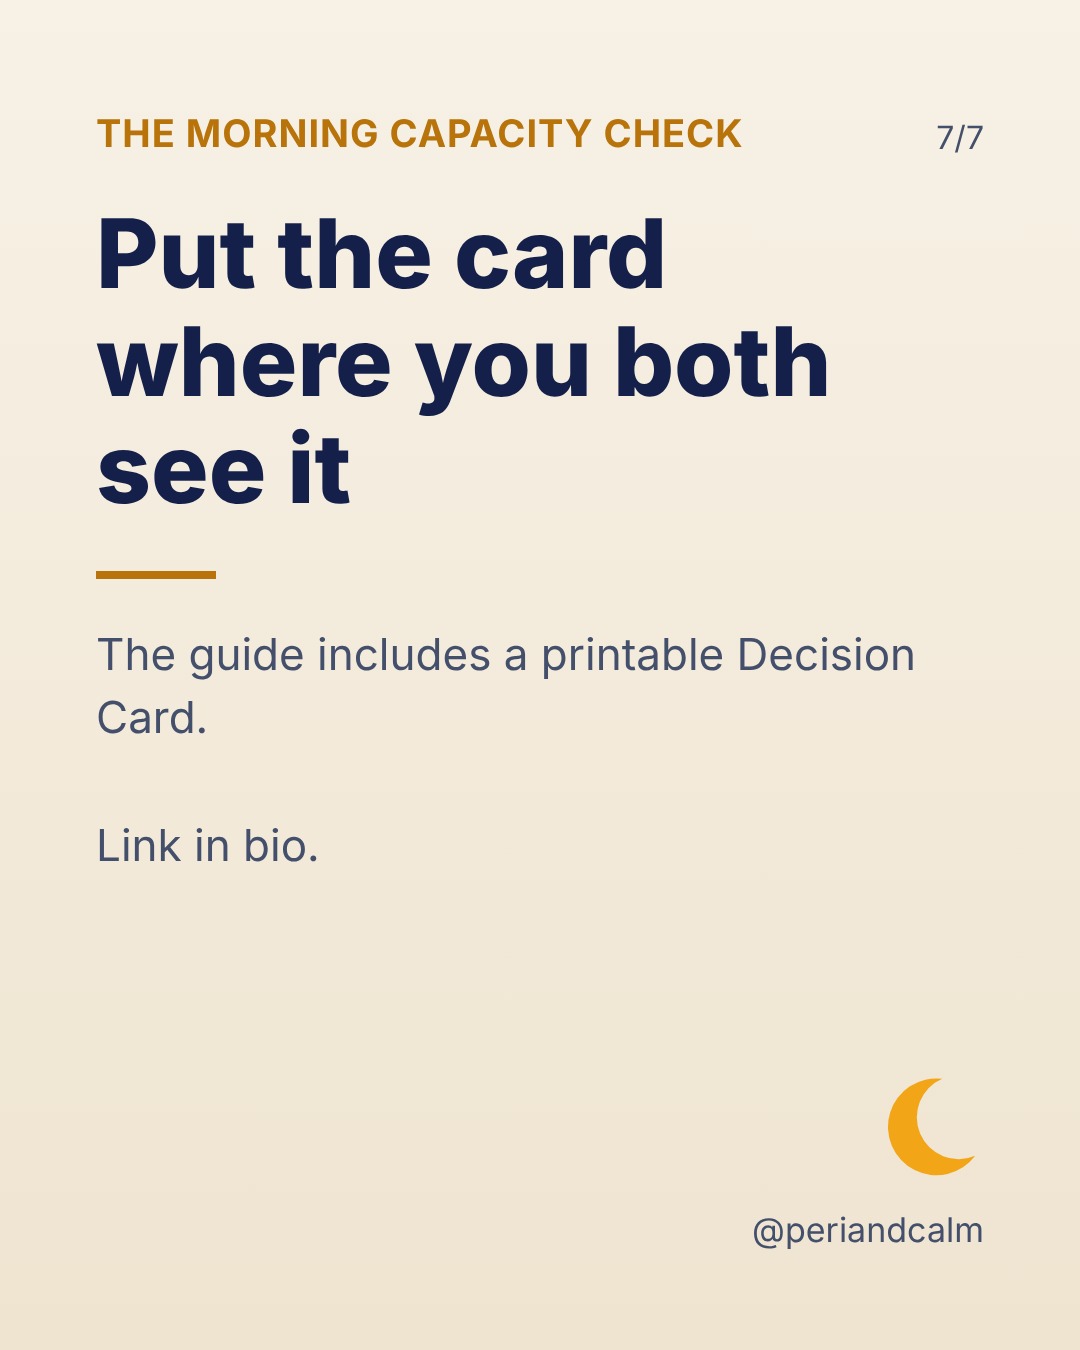 THE MORNING CAPACITY CHECK
7/7
Put the card
where you both
see it
The guide includes a printable Decision
Card.
Link in bio.
@periandcalm